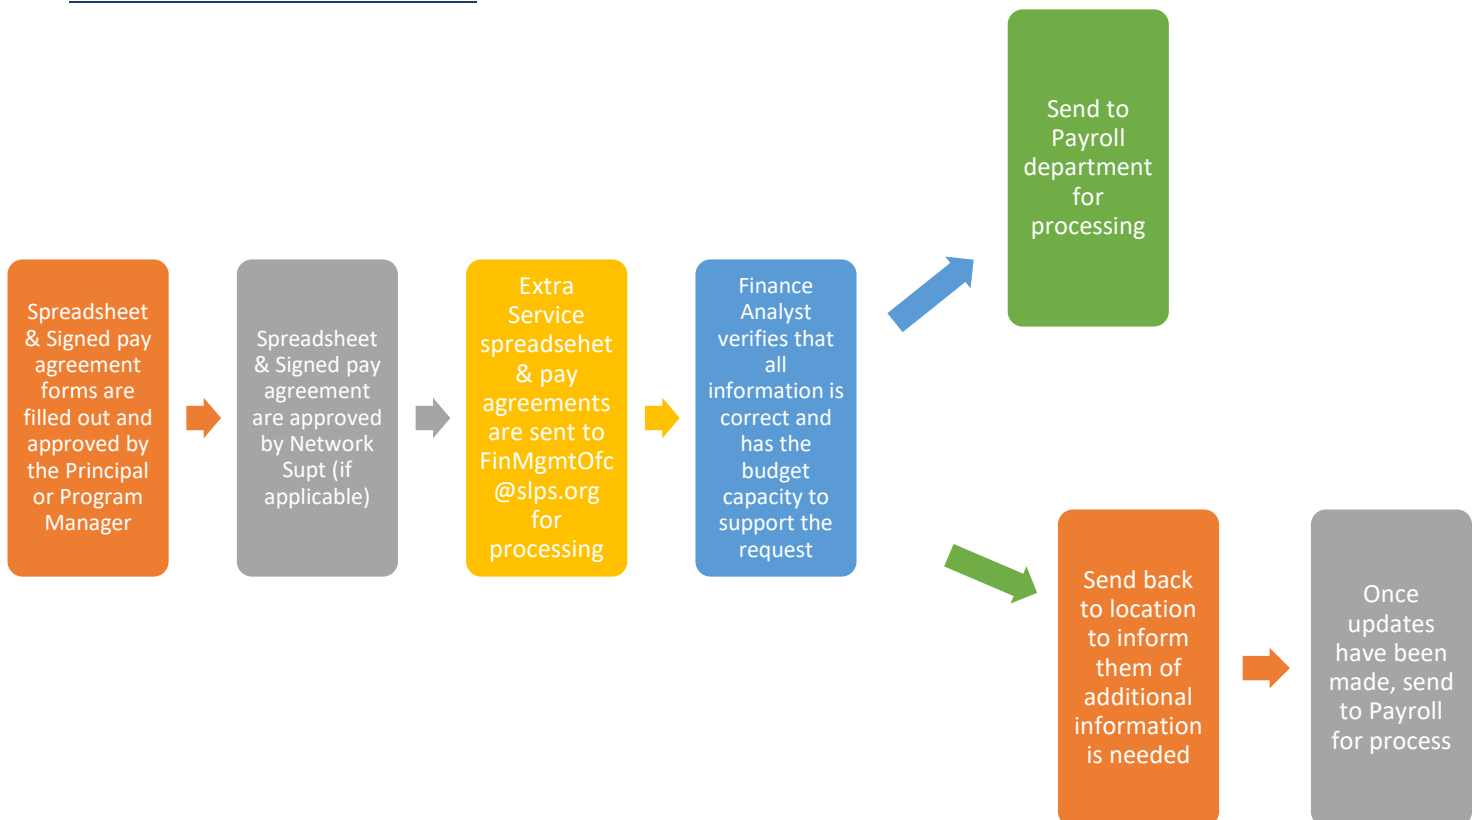 Spreadsheet
& Signed pay
agreement
forms are
filled out and
approved by
the Principal
or Program
Manager
Spreadsheet
& Signed pay
agreement
are approved
by Network
Supt (if
applicable)
Extra
Service
spreadsehet
& pay
agreements
are sent to
FinMgmtOfc
@slps.org
for
processing
Finance
Analyst
verifies that
all
information is
correct and
has the
budget
capacity to
support the
request
Send to
Payroll
department
for
processing
Send back
to location
to inform
them of
additional
information
is needed
Once
updates
have been
made, send
to Payroll
for process